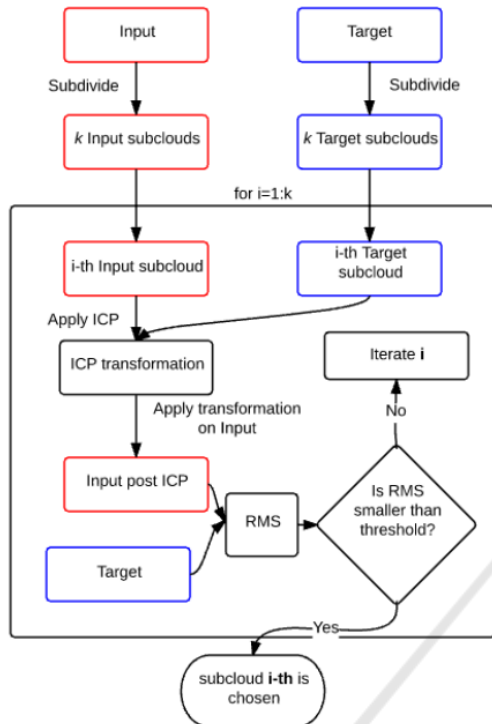 Input
Target
Subdivide
Subdivide
k Input subclouds
k Target subclouds
for i=1:k
i-th Input subcloud
i-th Target
subcloud
Apply ICP
ICP transformation
Iterate i
Apply transformation
on Input
No
Input post ICP
Is RMS
smaller than
threshold?
RMS
Target
Yes
subcloud i-th is
chosen